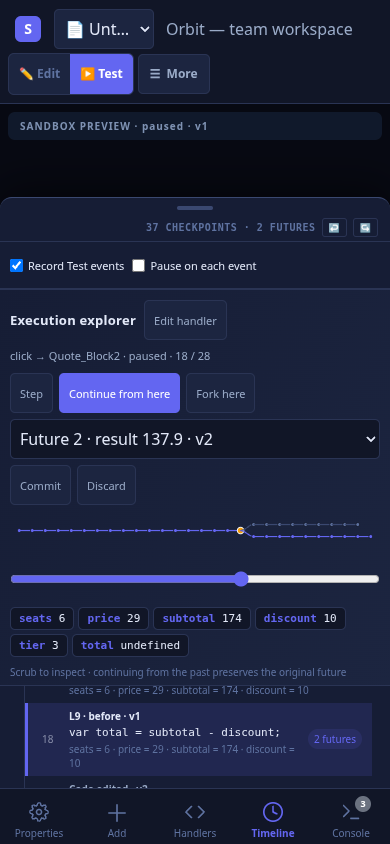 S 📄 Unt... Orbit — team workspace
✏️ Edit ▶️ Test ☰ More
SANDBOX PREVIEW · paused · v1
37 CHECKPOINTS · 2 FUTURES
Record Test events Pause on each event
Execution explorer Edit handler
click → Quote_Block2 · paused · 18 / 28
Step Continue from here Fork here
Future 2 · result 137.9 · v2
Commit Discard
seats 6 price 29 subtotal 174 discount 10
tier 3 total undefined
Scrub to inspect · continuing from the past preserves the original future
seats = 6 · price = 29 · subtotal = 174 · discount = 10
L9 · before · v1
18 var total = subtotal - discount; 2 futures
seats = 6 · price = 29 · subtotal = 174 · discount =
10
3
Properties Add Handlers Timeline Console